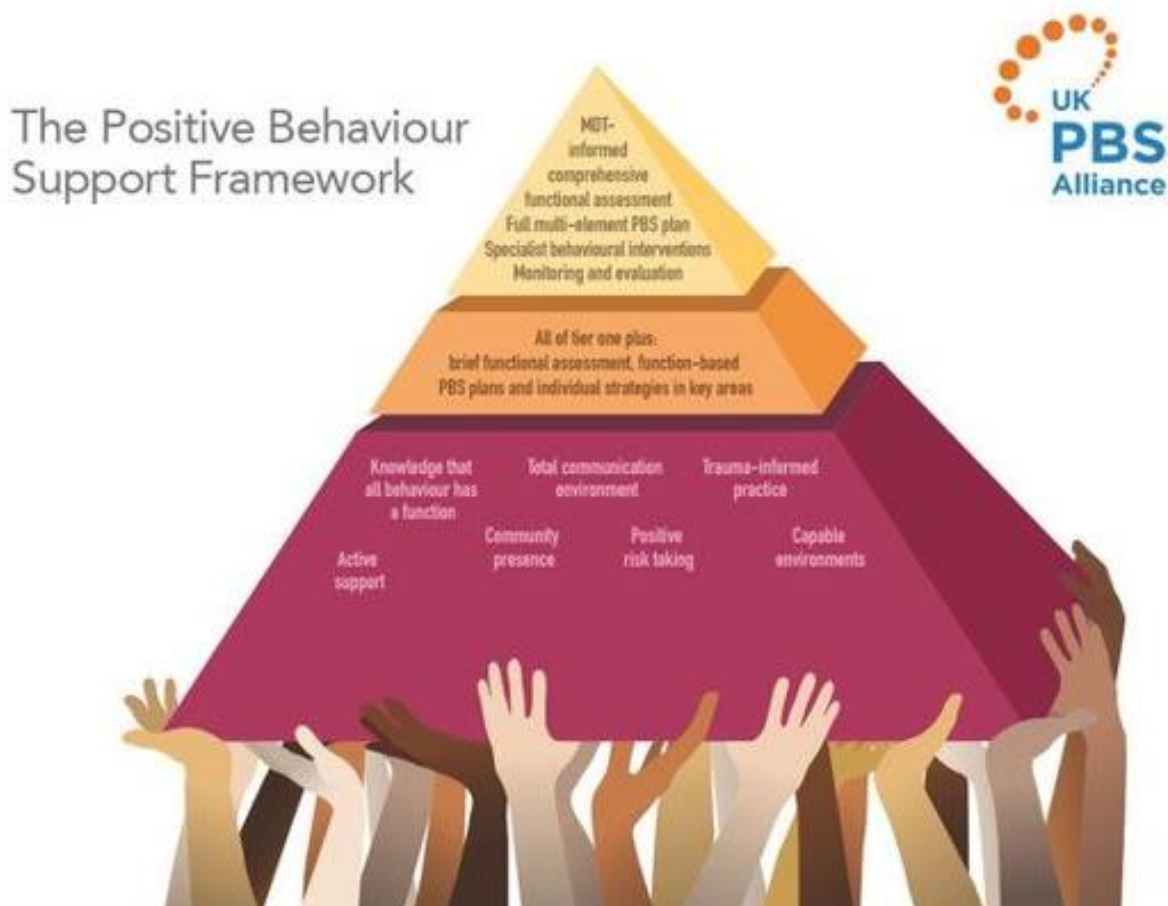 The Positive Behaviour
Support Framework
UK
PBS
Alliance
MDT-
informed
comprehensive
functional assessment
Full multi-element PBS plan
Specialist behavioural interventions
Monitoring and evaluation
All of tier one plus:
brief functional assessment, function-based
PBS plans and individual strategies in key areas
Knowledge that
all behaviour has
a function
Total communication
environment
Trauma-informed
practice
Active
support
Community
presence
Positive
risk taking
Capable
environments